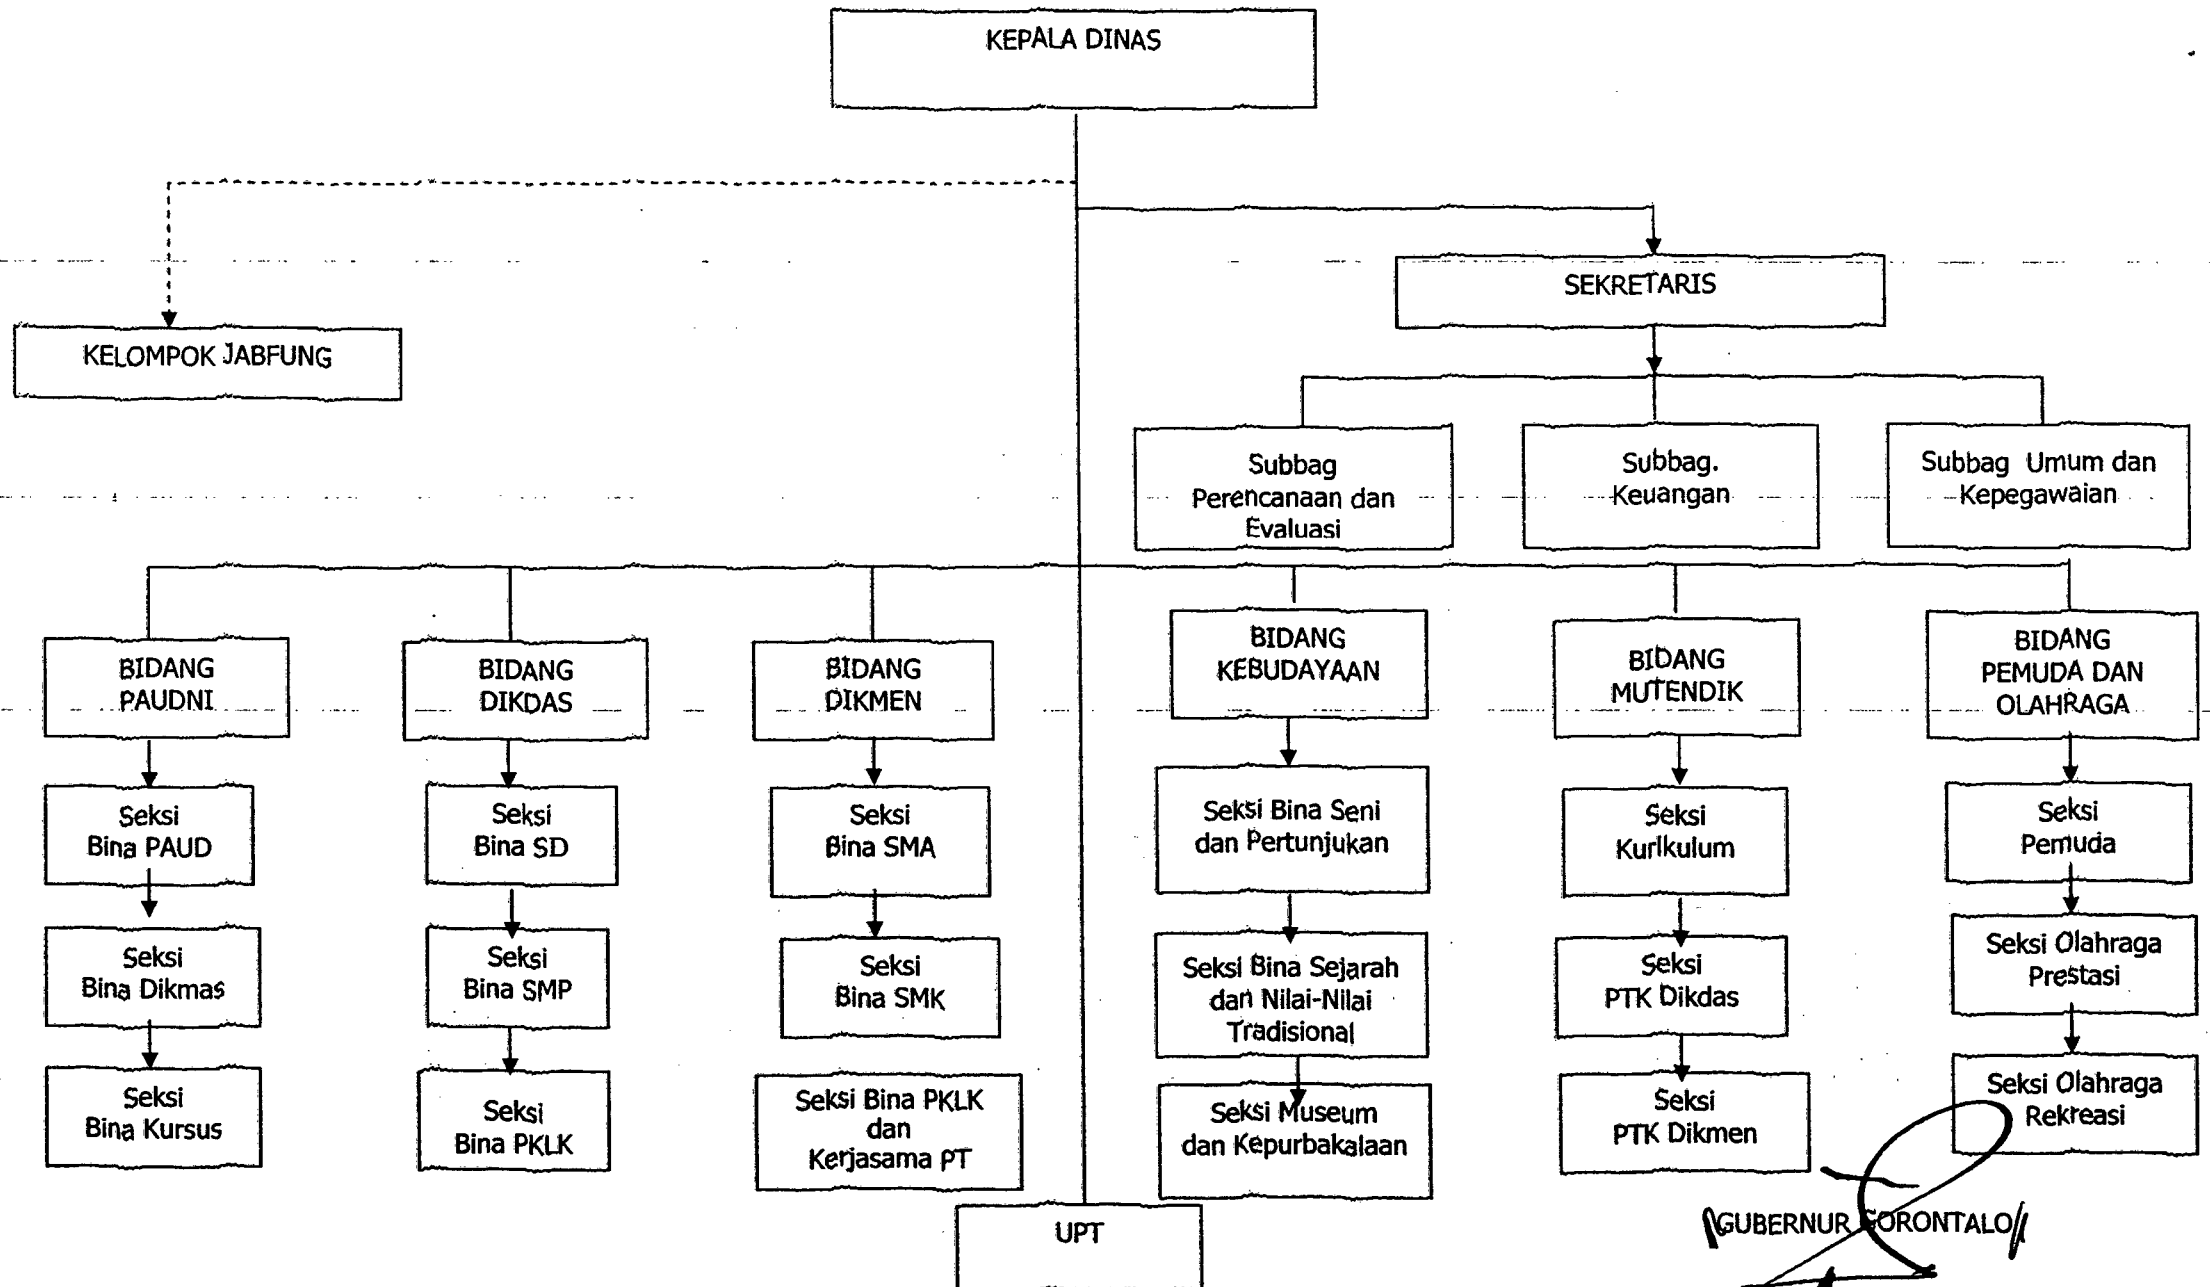 KEPALA DINAS
SEKRETARIS
KELOMPOK JABFUNG
Subbag
Perencanaan dan
Evaluasi
Subbag.
Keuangan
Subbag Umum dan
Kepegawaian
BIDANG
PAUDNI
BIDANG
DIKDAS
BIDANG
DIKMEN
BIDANG
KEBUDAYAAN
BIDANG
MUTENDIK
BIDANG
PEMUDA DAN
OLAHRAGA
Seksi
Bina PAUD
Seksi
Bina SD
Seksi
Bina SMA
Seksi Bina Seni
dan Pertunjukan
Seksi
Kurikulum
Seksi
Pemuda
Seksi
Bina Dikmas
Seksi
Bina SMP
Seksi
Bina SMK
Seksi Bina Sejarah
dan Nilai-Nilai
Tradisional
Seksi
PTK Dikdas
Seksi Olahraga
Prestasi
Seksi
Bina Kursus
Seksi
Bina PKLK
Seksi Bina PKLK
dan
Kerjasama PT
Seksi Museum
dan Kepurbakalaan
Seksi
PTK Dikmen
Seksi Olahraga
Rekreasi
UPT
GUBERNUR GORONTALO